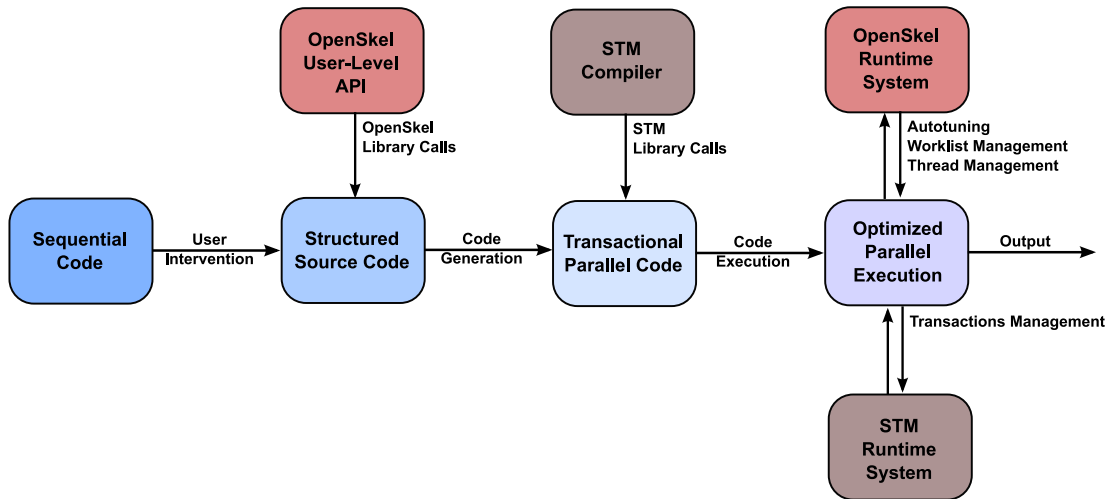 OpenSkel
User-Level
API
STM
Compiler
OpenSkel
Runtime
System
OpenSkel
Library Calls
STM
Library Calls
Autotuning
Worklist Management
Thread Management
Sequential
Code
User
Intervention
Structured
Source Code
Code
Generation
Transactional
Parallel Code
Code
Execution
Optimized
Parallel
Execution
Output
Transactions Management
STM
Runtime
System